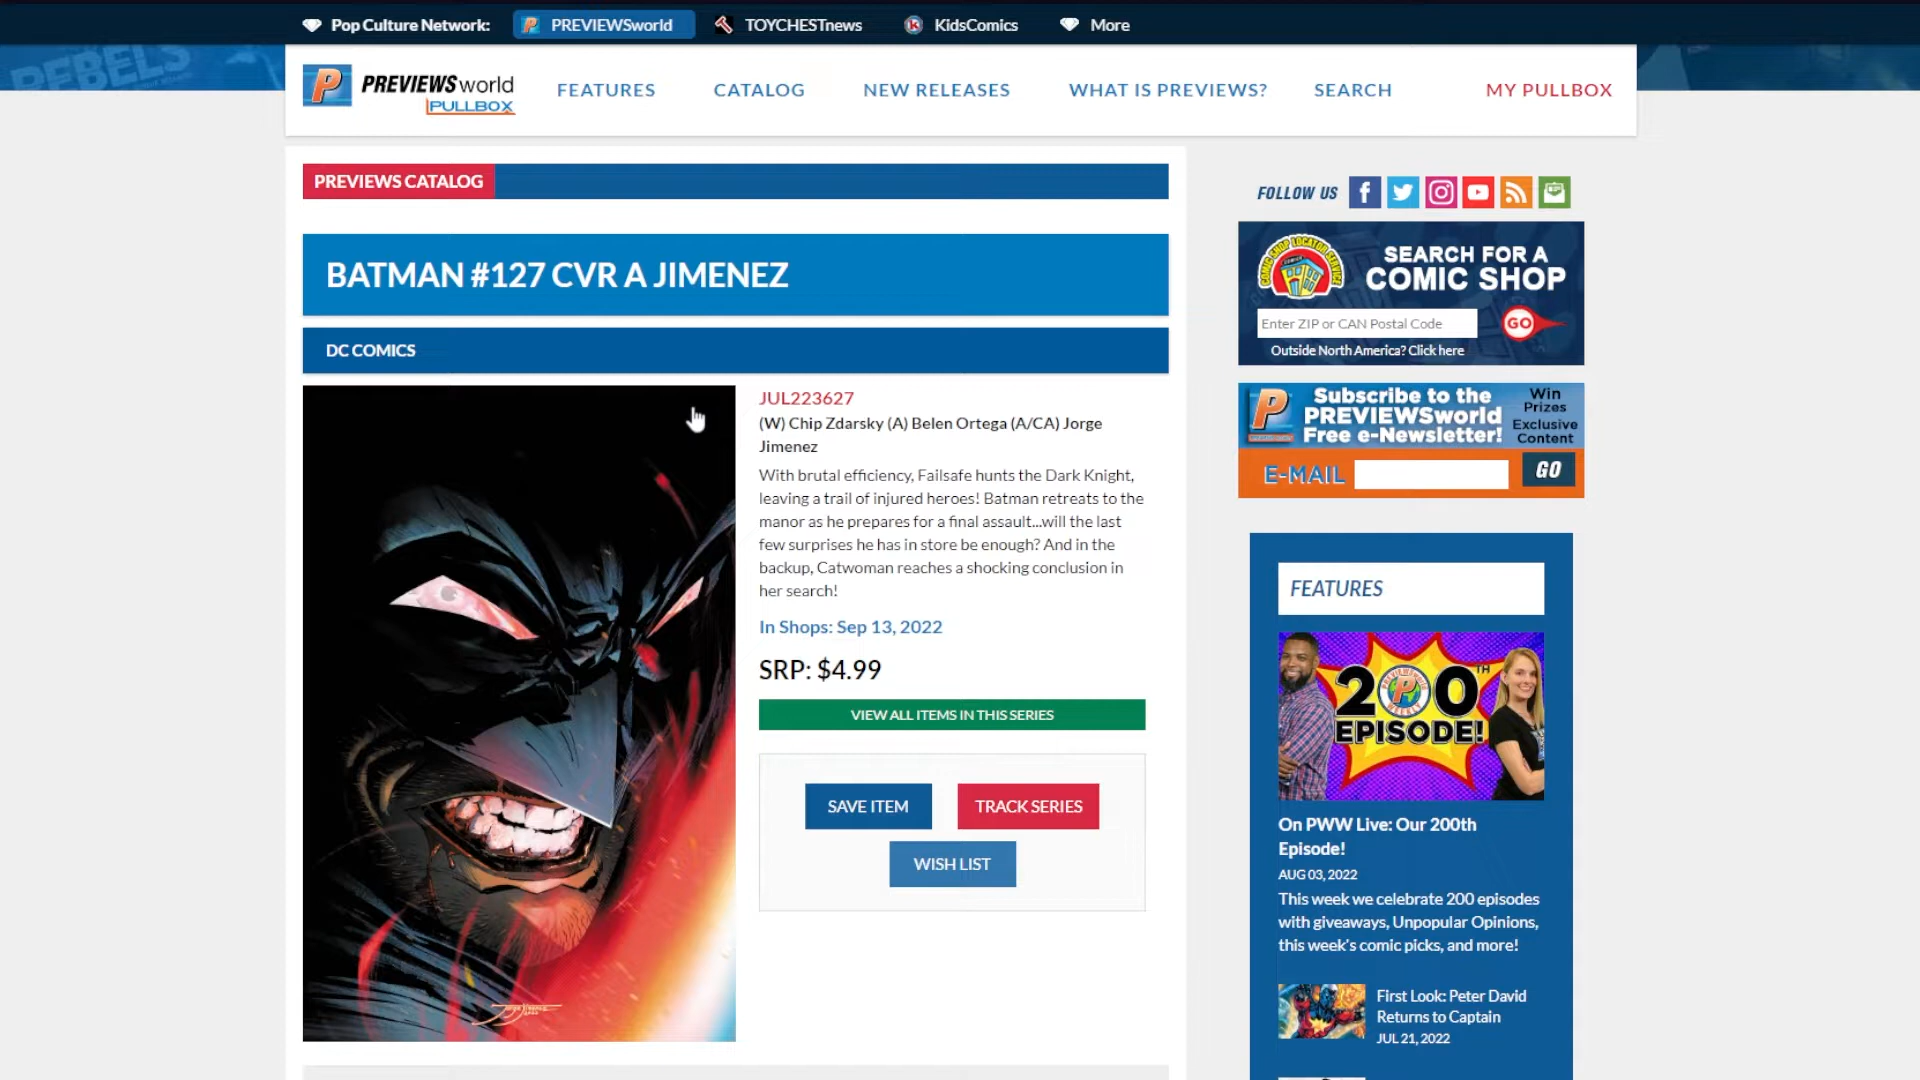 Pop Culture Network:
PREVIEWSworld
TOYCHESTnews
KidsComics
More
REBELS
P PREVIEWSworld
PULLBOX
FEATURES
CATALOG
NEW RELEASES
WHAT IS PREVIEWS?
SEARCH
MY PULLBOX
PREVIEWS CATALOG
BATMAN #127 CVR A JIMENEZ
DC COMICS
JUL223627
(W) Chip Zdarsky (A) Belen Ortega (A/CA) Jorge
Jimenez
With brutal efficiency, Failsafe hunts the Dark Knight,
leaving a trail of injured heroes! Batman retreats to the
manor as he prepares for a final assault...will the last
few surprises he has in store be enough? And in the
backup, Catwoman reaches a shocking conclusion in
her search!
In Shops: Sep 13, 2022
SRP: $4.99
VIEW ALL ITEMS IN THIS SERIES
SAVE ITEM
TRACK SERIES
WISH LIST
FOLLOW US
COMIC SHOP LOCATOR SERVICE
SEARCH FOR A
COMIC SHOP
Enter ZIP or CAN Postal Code
GO
Outside North America? Click here
P
Subscribe to the
PREVIEWSworld
Free e-Newsletter!
Win
Prizes
Exclusive
Content
E-MAIL
GO
FEATURES
200TH
EPISODE!
On PWW Live: Our 200th
Episode!
AUG 03, 2022
This week we celebrate 200 episodes
with giveaways, Unpopular Opinions,
this week's comic picks, and more!
First Look: Peter David
Returns to Captain
JUL 21, 2022